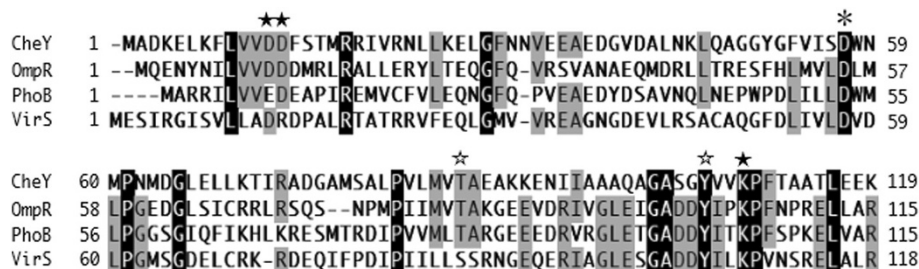 ★★ ✻
CheY 1 -MADKELKFLVVDDFSTMRRIVRNLLKELGFNNVEEAEDGVDALNKLQAGGYGFVISDWN 59
OmpR 1 --MQENYNILVVDDDMRLRALLERYLTEQGFQ-VRSVANAEQMDRLLTRESFHLMVLDLM 57
PhoB 1 ----MARRILVVEDEAPIREMVCFVLEQNGFQ-PVEAEDYDSAVNQLNEPWPDLILLDWM 55
VirS 1 MESIRGISVLLADRDPALRTATRRVFEQLGMV-VREAGNGDEVLRSACAQGFDLIVLDVD 59
☆ ☆ ★
CheY 60 MPNMDGLELLKTIRADGAMSALPVLMVTAEAKKENIIAAAQAGASGYVVKPFTAATLEEK 119
OmpR 58 LPGEDGLSICRRLRSQS--NPMPIIMVTAKGEEVDRIVGLEIGADDYIPKPFNPRELLAR 115
PhoB 56 LPGGSGIQFIKHLKRESMTRDIPVVMLTARGEEEDRVRGLETGADDYITKPFSPKELVAR 115
VirS 60 LPGMSGDELCRK-RDEQIFPDIPIILLSSRNGEQERIAGLESGADDYILKPVNSRELALR 118